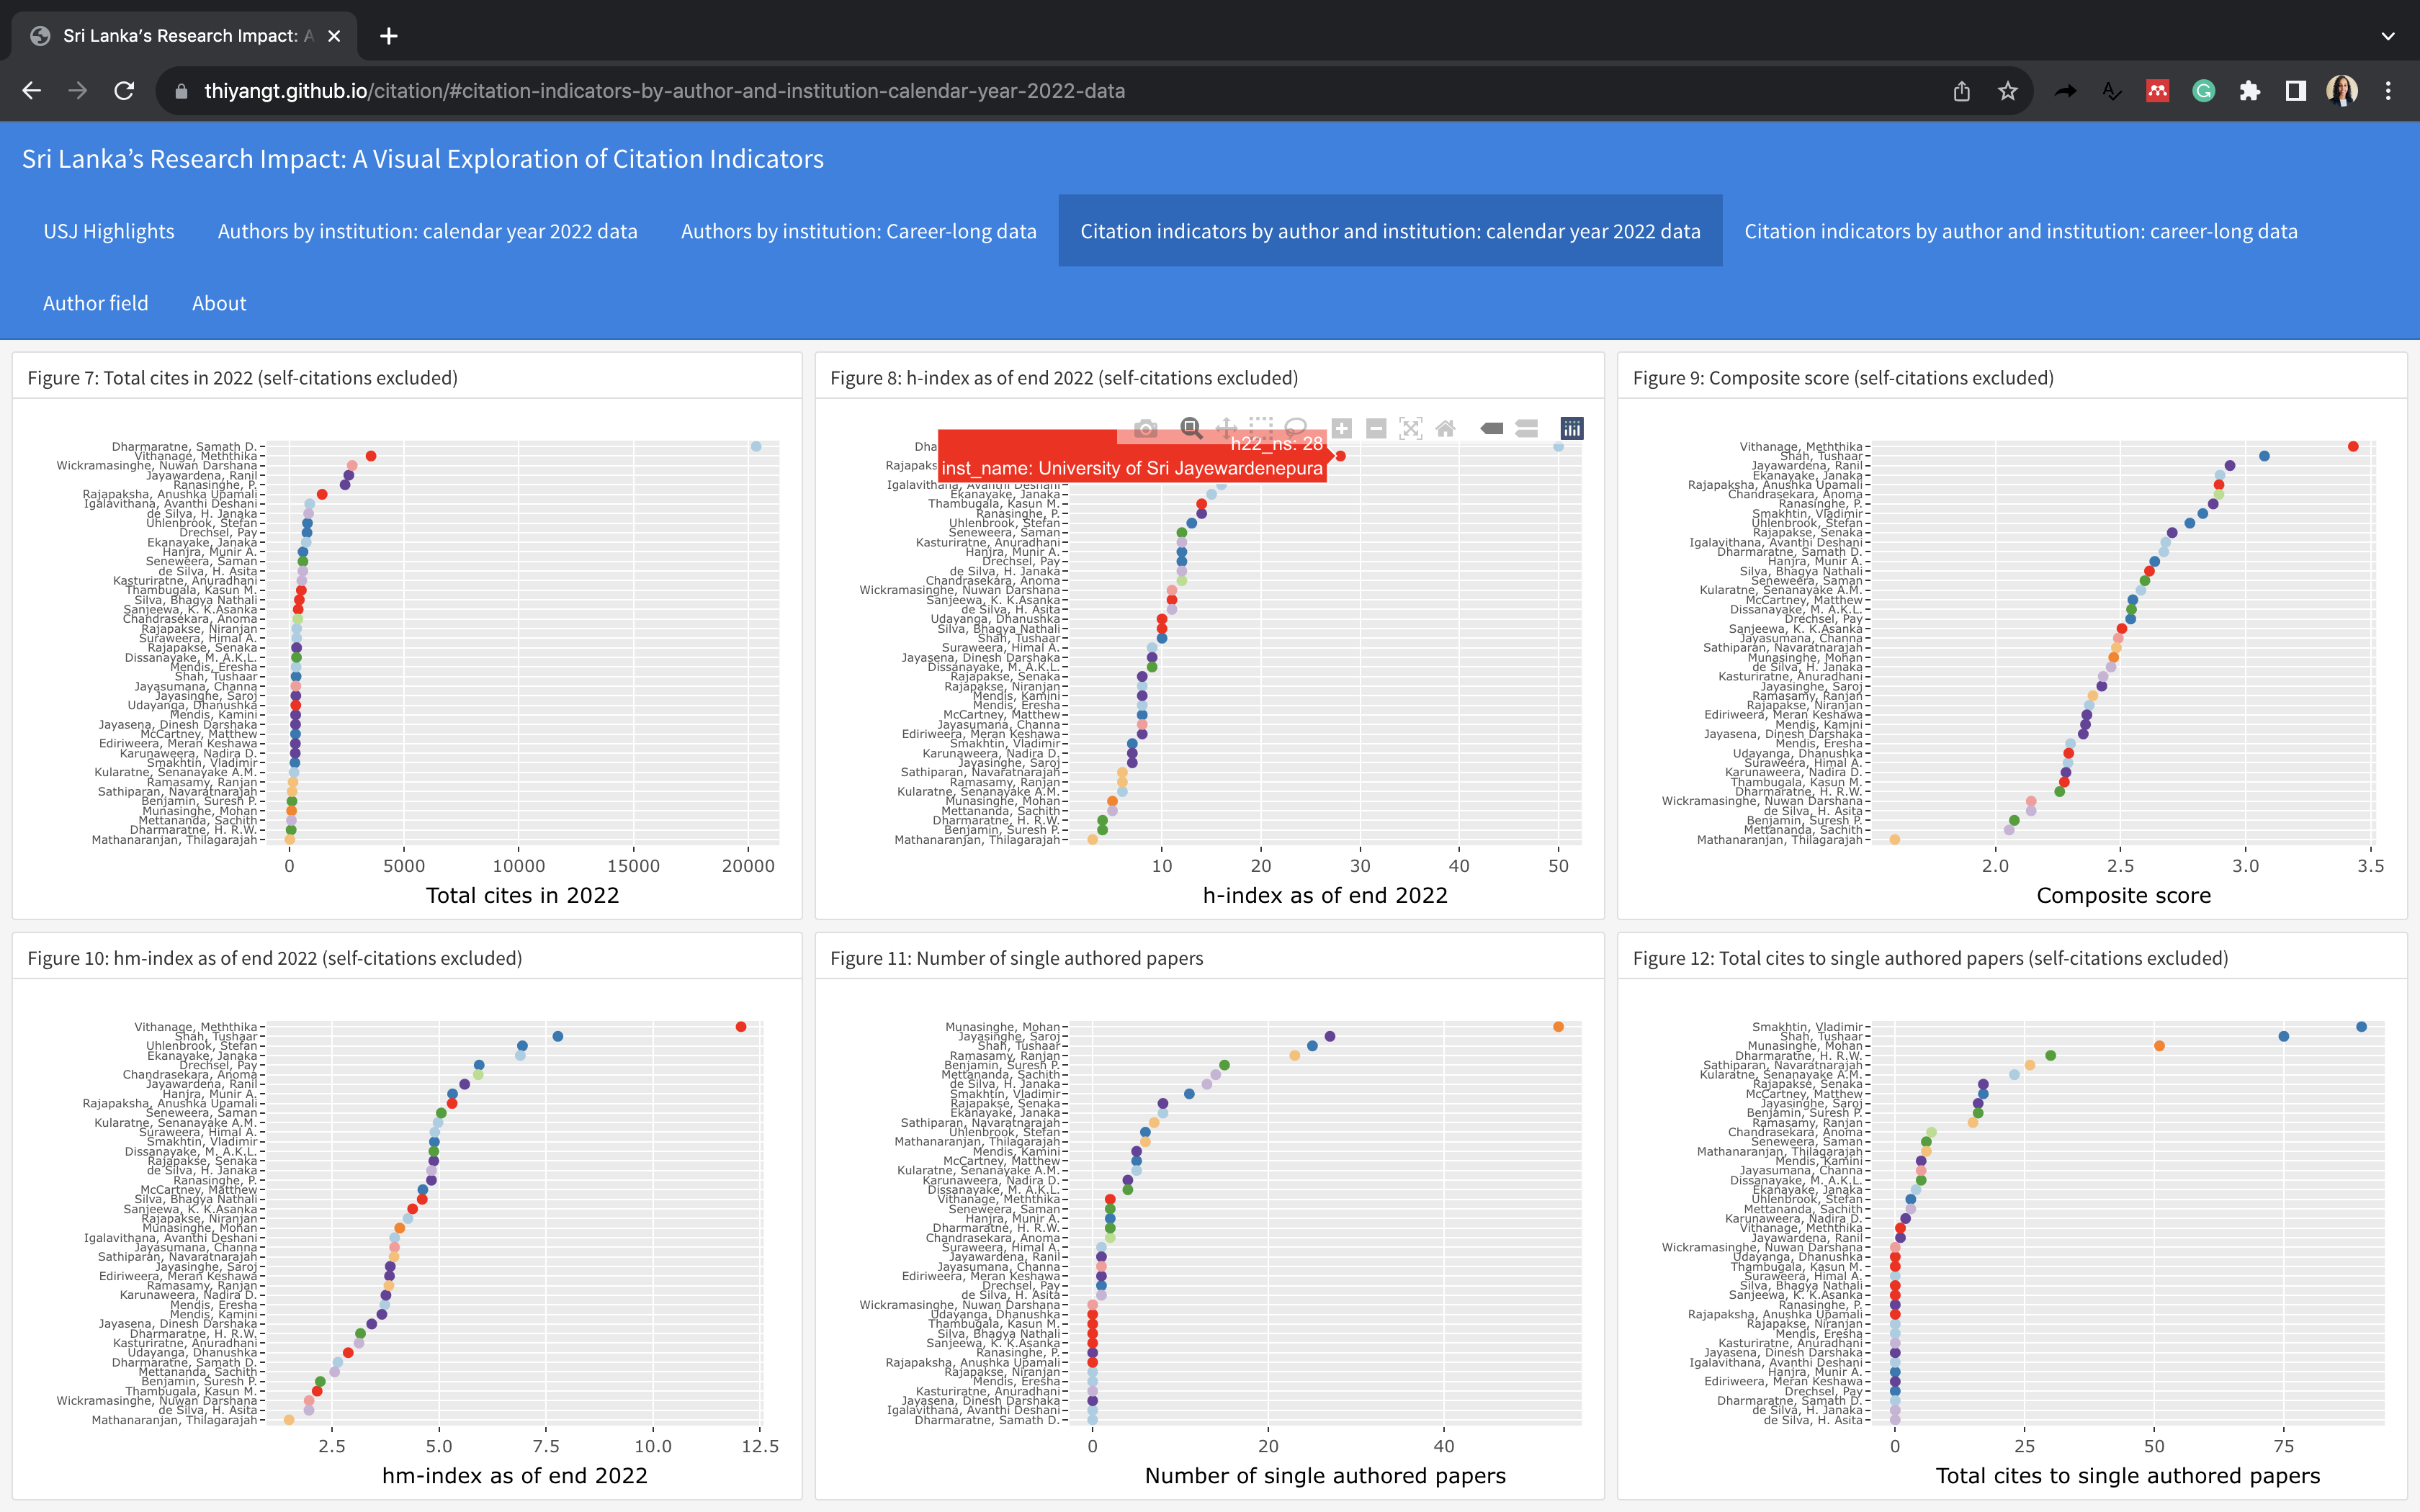 Sri Lanka's Research Impact: A
thiyangt.github.io/citation/#citation-indicators-by-author-and-institution-calendar-year-2022-data
Sri Lanka's Research Impact: A Visual Exploration of Citation Indicators
USJ Highlights
Authors by institution: calendar year 2022 data
Authors by institution: Career-long data
Citation indicators by author and institution: calendar year 2022 data
Citation indicators by author and institution: career-long data
Author field
About
Figure 7: Total cites in 2022 (self-citations excluded)
Dharmaratne, Samath D.
Vithanage, Meththika
Wickramasinghe, Nuwan Darshana
Jayawardena, Ranil
Ranasinghe, P.
Rajapaksha, Anushka Upamali
Igalavithana, Avanthi Deshani
de Silva, H. Janaka
Uhlenbrook, Stefan
Drechsel, Pay
Ekanayake, Janaka
Hanjra, Munir A.
Seneweera, Saman
de Silva, H. Asita
Kasturiratne, Anuradhani
Thambugala, Kasun M.
Silva, Bhagya Nathali
Sanjeewa, K. K.Asanka
Chandrasekara, Anoma
Rajapakse, Niranjan
Suraweera, Himal A.
Rajapakse, Senaka
Dissanayake, M. A.K.L.
Mendis, Eresha
Shah, Tushaar
Jayasumana, Channa
Jayasinghe, Saroj
Udayanga, Dhanushka
Mendis, Kamini
Jayasena, Dinesh Darshaka
McCartney, Matthew
Ediriweera, Meran Keshawa
Karunaweera, Nadira D.
Smakhtin, Vladimir
Kularatne, Senanayake A.M.
Ramasamy, Ranjan
Sathiparan, Navaratnarajah
Benjamin, Suresh P.
Munasinghe, Mohan
Mettananda, Sachith
Dharmaratne, H. R.W.
Mathanaranjan, Thilagarajah
0 5000 10000 15000 20000
Total cites in 2022
Figure 8: h-index as of end 2022 (self-citations excluded)
h22_ns: 28
inst_name: University of Sri Jayewardenepura
Dha
Rajapaks
Igalavithana, Avanthi Deshani
Ekanayake, Janaka
Thambugala, Kasun M.
Ranasinghe, P.
Uhlenbrook, Stefan
Seneweera, Saman
Kasturiratne, Anuradhani
Hanjra, Munir A.
Drechsel, Pay
de Silva, H. Janaka
Chandrasekara, Anoma
Wickramasinghe, Nuwan Darshana
Sanjeewa, K. K.Asanka
de Silva, H. Asita
Udayanga, Dhanushka
Silva, Bhagya Nathali
Shah, Tushaar
Suraweera, Himal A.
Jayasena, Dinesh Darshaka
Dissanayake, M. A.K.L.
Rajapakse, Senaka
Rajapakse, Niranjan
Mendis, Kamini
Mendis, Eresha
McCartney, Matthew
Jayasumana, Channa
Ediriweera, Meran Keshawa
Smakhtin, Vladimir
Karunaweera, Nadira D.
Jayasinghe, Saroj
Sathiparan, Navaratnarajah
Ramasamy, Ranjan
Kularatne, Senanayake A.M.
Munasinghe, Mohan
Mettananda, Sachith
Dharmaratne, H. R.W.
Benjamin, Suresh P.
Mathanaranjan, Thilagarajah
10 20 30 40 50
h-index as of end 2022
Figure 9: Composite score (self-citations excluded)
Vithanage, Meththika
Shah, Tushaar
Jayawardena, Ranil
Ekanayake, Janaka
Rajapaksha, Anushka Upamali
Chandrasekara, Anoma
Ranasinghe, P.
Smakhtin, Vladimir
Uhlenbrook, Stefan
Rajapakse, Senaka
Igalavithana, Avanthi Deshani
Dharmaratne, Samath D.
Hanjra, Munir A.
Silva, Bhagya Nathali
Seneweera, Saman
Kularatne, Senanayake A.M.
McCartney, Matthew
Dissanayake, M. A.K.L.
Drechsel, Pay
Sanjeewa, K. K.Asanka
Jayasumana, Channa
Sathiparan, Navaratnarajah
Munasinghe, Mohan
de Silva, H. Janaka
Kasturiratne, Anuradhani
Jayasinghe, Saroj
Ramasamy, Ranjan
Rajapakse, Niranjan
Ediriweera, Meran Keshawa
Mendis, Kamini
Jayasena, Dinesh Darshaka
Mendis, Eresha
Udayanga, Dhanushka
Suraweera, Himal A.
Karunaweera, Nadira D.
Thambugala, Kasun M.
Dharmaratne, H. R.W.
Wickramasinghe, Nuwan Darshana
de Silva, H. Asita
Benjamin, Suresh P.
Mettananda, Sachith
Mathanaranjan, Thilagarajah
2.0 2.5 3.0 3.5
Composite score
Figure 10: hm-index as of end 2022 (self-citations excluded)
Vithanage, Meththika
Shah, Tushaar
Uhlenbrook, Stefan
Ekanayake, Janaka
Drechsel, Pay
Chandrasekara, Anoma
Jayawardena, Ranil
Hanjra, Munir A.
Rajapaksha, Anushka Upamali
Seneweera, Saman
Kularatne, Senanayake A.M.
Suraweera, Himal A.
Smakhtin, Vladimir
Dissanayake, M. A.K.L.
Rajapakse, Senaka
de Silva, H. Janaka
Ranasinghe, P.
McCartney, Matthew
Silva, Bhagya Nathali
Sanjeewa, K. K.Asanka
Rajapakse, Niranjan
Munasinghe, Mohan
Igalavithana, Avanthi Deshani
Jayasumana, Channa
Sathiparan, Navaratnarajah
Jayasinghe, Saroj
Ediriweera, Meran Keshawa
Ramasamy, Ranjan
Karunaweera, Nadira D.
Mendis, Eresha
Mendis, Kamini
Jayasena, Dinesh Darshaka
Dharmaratne, H. R.W.
Kasturiratne, Anuradhani
Udayanga, Dhanushka
Dharmaratne, Samath D.
Mettananda, Sachith
Benjamin, Suresh P.
Thambugala, Kasun M.
Wickramasinghe, Nuwan Darshana
de Silva, H. Asita
Mathanaranjan, Thilagarajah
2.5 5.0 7.5 10.0 12.5
hm-index as of end 2022
Figure 11: Number of single authored papers
Munasinghe, Mohan
Jayasinghe, Saroj
Shah, Tushaar
Ramasamy, Ranjan
Benjamin, Suresh P.
Mettananda, Sachith
de Silva, H. Janaka
Smakhtin, Vladimir
Rajapakse, Senaka
Ekanayake, Janaka
Sathiparan, Navaratnarajah
Uhlenbrook, Stefan
Mathanaranjan, Thilagarajah
Mendis, Kamini
McCartney, Matthew
Kularatne, Senanayake A.M.
Karunaweera, Nadira D.
Dissanayake, M. A.K.L.
Vithanage, Meththika
Seneweera, Saman
Hanjra, Munir A.
Dharmaratne, H. R.W.
Chandrasekara, Anoma
Suraweera, Himal A.
Jayawardena, Ranil
Jayasumana, Channa
Ediriweera, Meran Keshawa
Drechsel, Pay
de Silva, H. Asita
Wickramasinghe, Nuwan Darshana
Udayanga, Dhanushka
Thambugala, Kasun M.
Silva, Bhagya Nathali
Sanjeewa, K. K.Asanka
Ranasinghe, P.
Rajapaksha, Anushka Upamali
Rajapakse, Niranjan
Mendis, Eresha
Kasturiratne, Anuradhani
Jayasena, Dinesh Darshaka
Igalavithana, Avanthi Deshani
Dharmaratne, Samath D.
0 20 40
Number of single authored papers
Figure 12: Total cites to single authored papers (self-citations excluded)
Smakhtin, Vladimir
Shah, Tushaar
Munasinghe, Mohan
Dharmaratne, H. R.W.
Sathiparan, Navaratnarajah
Kularatne, Senanayake A.M.
Rajapakse, Senaka
McCartney, Matthew
Jayasinghe, Saroj
Benjamin, Suresh P.
Ramasamy, Ranjan
Chandrasekara, Anoma
Seneweera, Saman
Mathanaranjan, Thilagarajah
Mendis, Kamini
Jayasumana, Channa
Dissanayake, M. A.K.L.
Ekanayake, Janaka
Uhlenbrook, Stefan
Mettananda, Sachith
Karunaweera, Nadira D.
Vithanage, Meththika
Jayawardena, Ranil
Wickramasinghe, Nuwan Darshana
Udayanga, Dhanushka
Thambugala, Kasun M.
Suraweera, Himal A.
Silva, Bhagya Nathali
Sanjeewa, K. K.Asanka
Ranasinghe, P.
Rajapaksha, Anushka Upamali
Rajapakse, Niranjan
Mendis, Eresha
Kasturiratne, Anuradhani
Jayasena, Dinesh Darshaka
Igalavithana, Avanthi Deshani
Hanjra, Munir A.
Ediriweera, Meran Keshawa
Drechsel, Pay
Dharmaratne, Samath D.
de Silva, H. Janaka
de Silva, H. Asita
0 25 50 75
Total cites to single authored papers